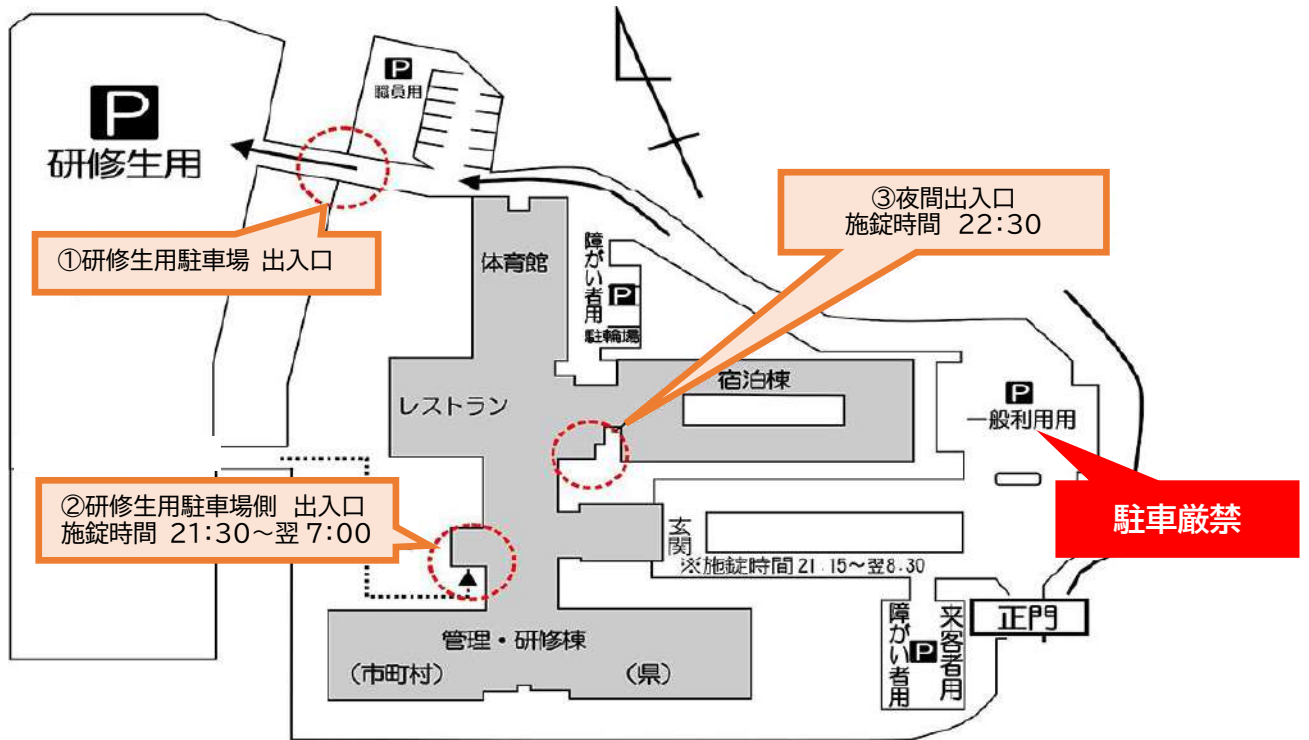 P
職員用
P
研修生用
③夜間出入口
施錠時間 22:30
①研修生用駐車場 出入口
体育館
障がい者用
P
駐輪場
宿泊棟
レストラン
P
一般利用用
駐車厳禁
②研修生用駐車場側 出入口
施錠時間 21:30～翌7:00
玄関
※施錠時間21:15～翌8:30
管理・研修棟
(市町村)
(県)
障がい者用
P
来客者用
正門